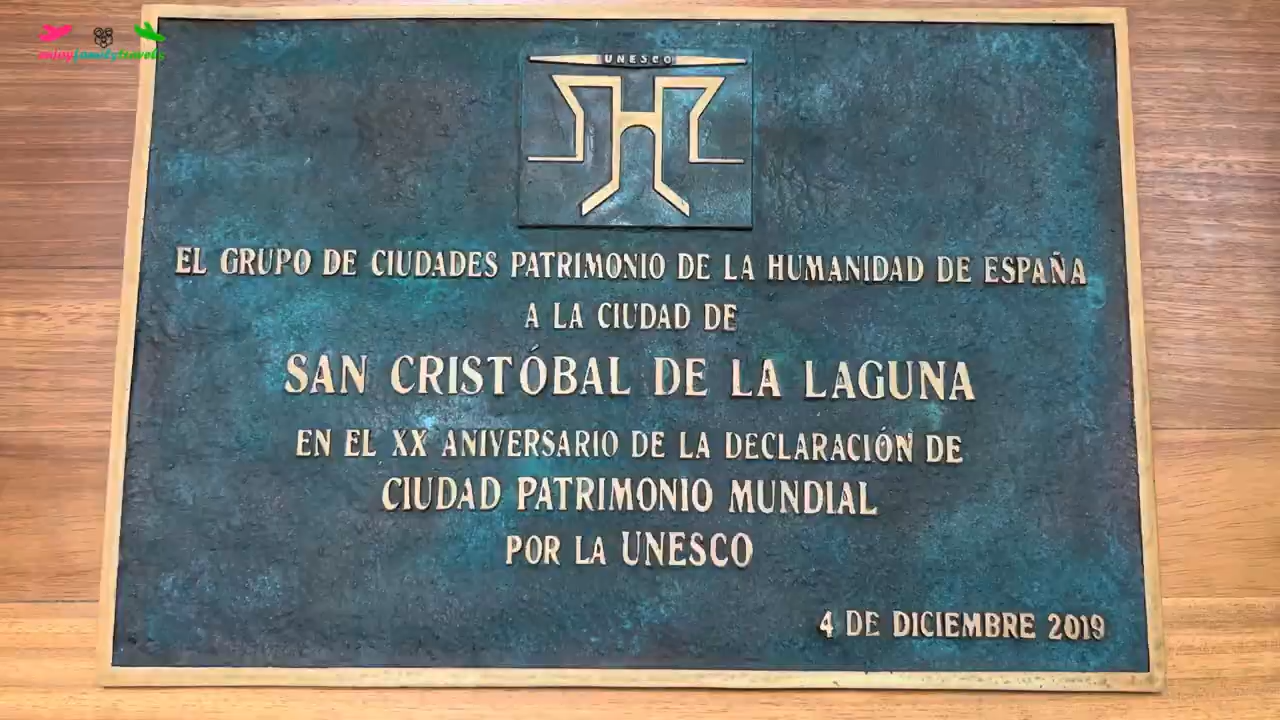 enjoyfamilytravels
UNESCO
EL GRUPO DE CIUDADES PATRIMONIO DE LA HUMANIDAD DE ESPAÑA
A LA CIUDAD DE
SAN CRISTÓBAL DE LA LAGUNA
EN EL XX ANIVERSARIO DE LA DECLARACIÓN DE
CIUDAD PATRIMONIO MUNDIAL
POR LA UNESCO
4 DE DICIEMBRE 2019